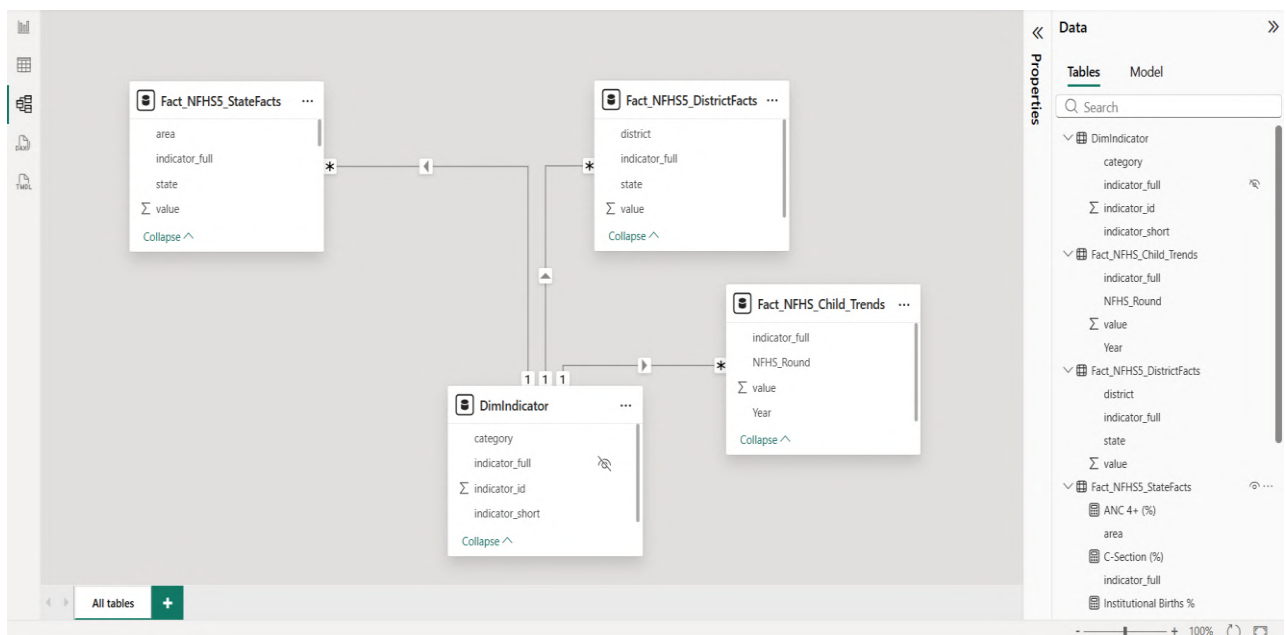 Fact_NFHS5_StateFacts ...
area
indicator_full
state
∑ value
Collapse
*
Fact_NFHS5_DistrictFacts ...
district
indicator_full
state
∑ value
Collapse
*
Fact_NFHS_Child_Trends ...
indicator_full
NFHS_Round
∑ value
Year
Collapse
*
1 1 1
DimIndicator ...
category
indicator_full
∑ indicator_id
indicator_short
Collapse
All tables +
Properties
Data
Tables Model
Search
DimIndicator
category
indicator_full
∑ indicator_id
indicator_short
Fact_NFHS_Child_Trends
indicator_full
NFHS_Round
∑ value
Year
Fact_NFHS5_DistrictFacts
district
indicator_full
state
∑ value
Fact_NFHS5_StateFacts ...
ANC 4+ (%)
area
C-Section (%)
indicator_full
Institutional Births %
- + 100%
DAX
TMDL